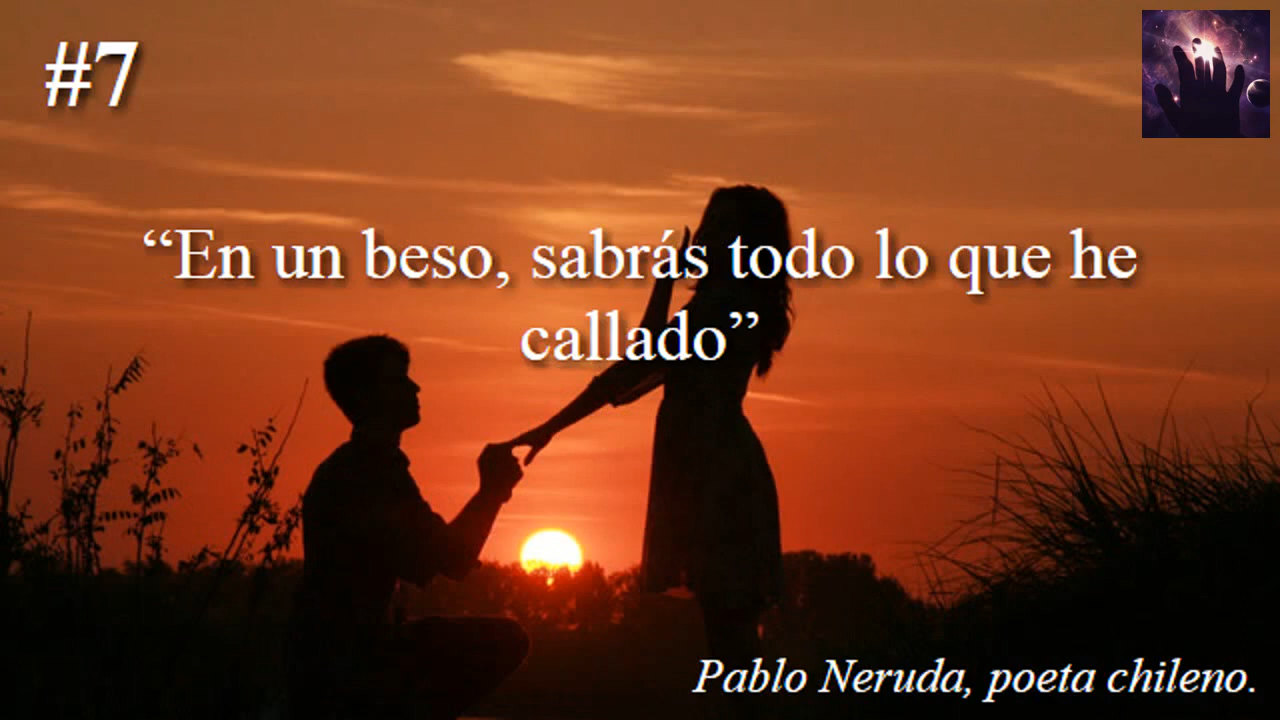 #7
“En un beso, sabrás todo lo que he
callado”
Pablo Neruda, poeta chileno.